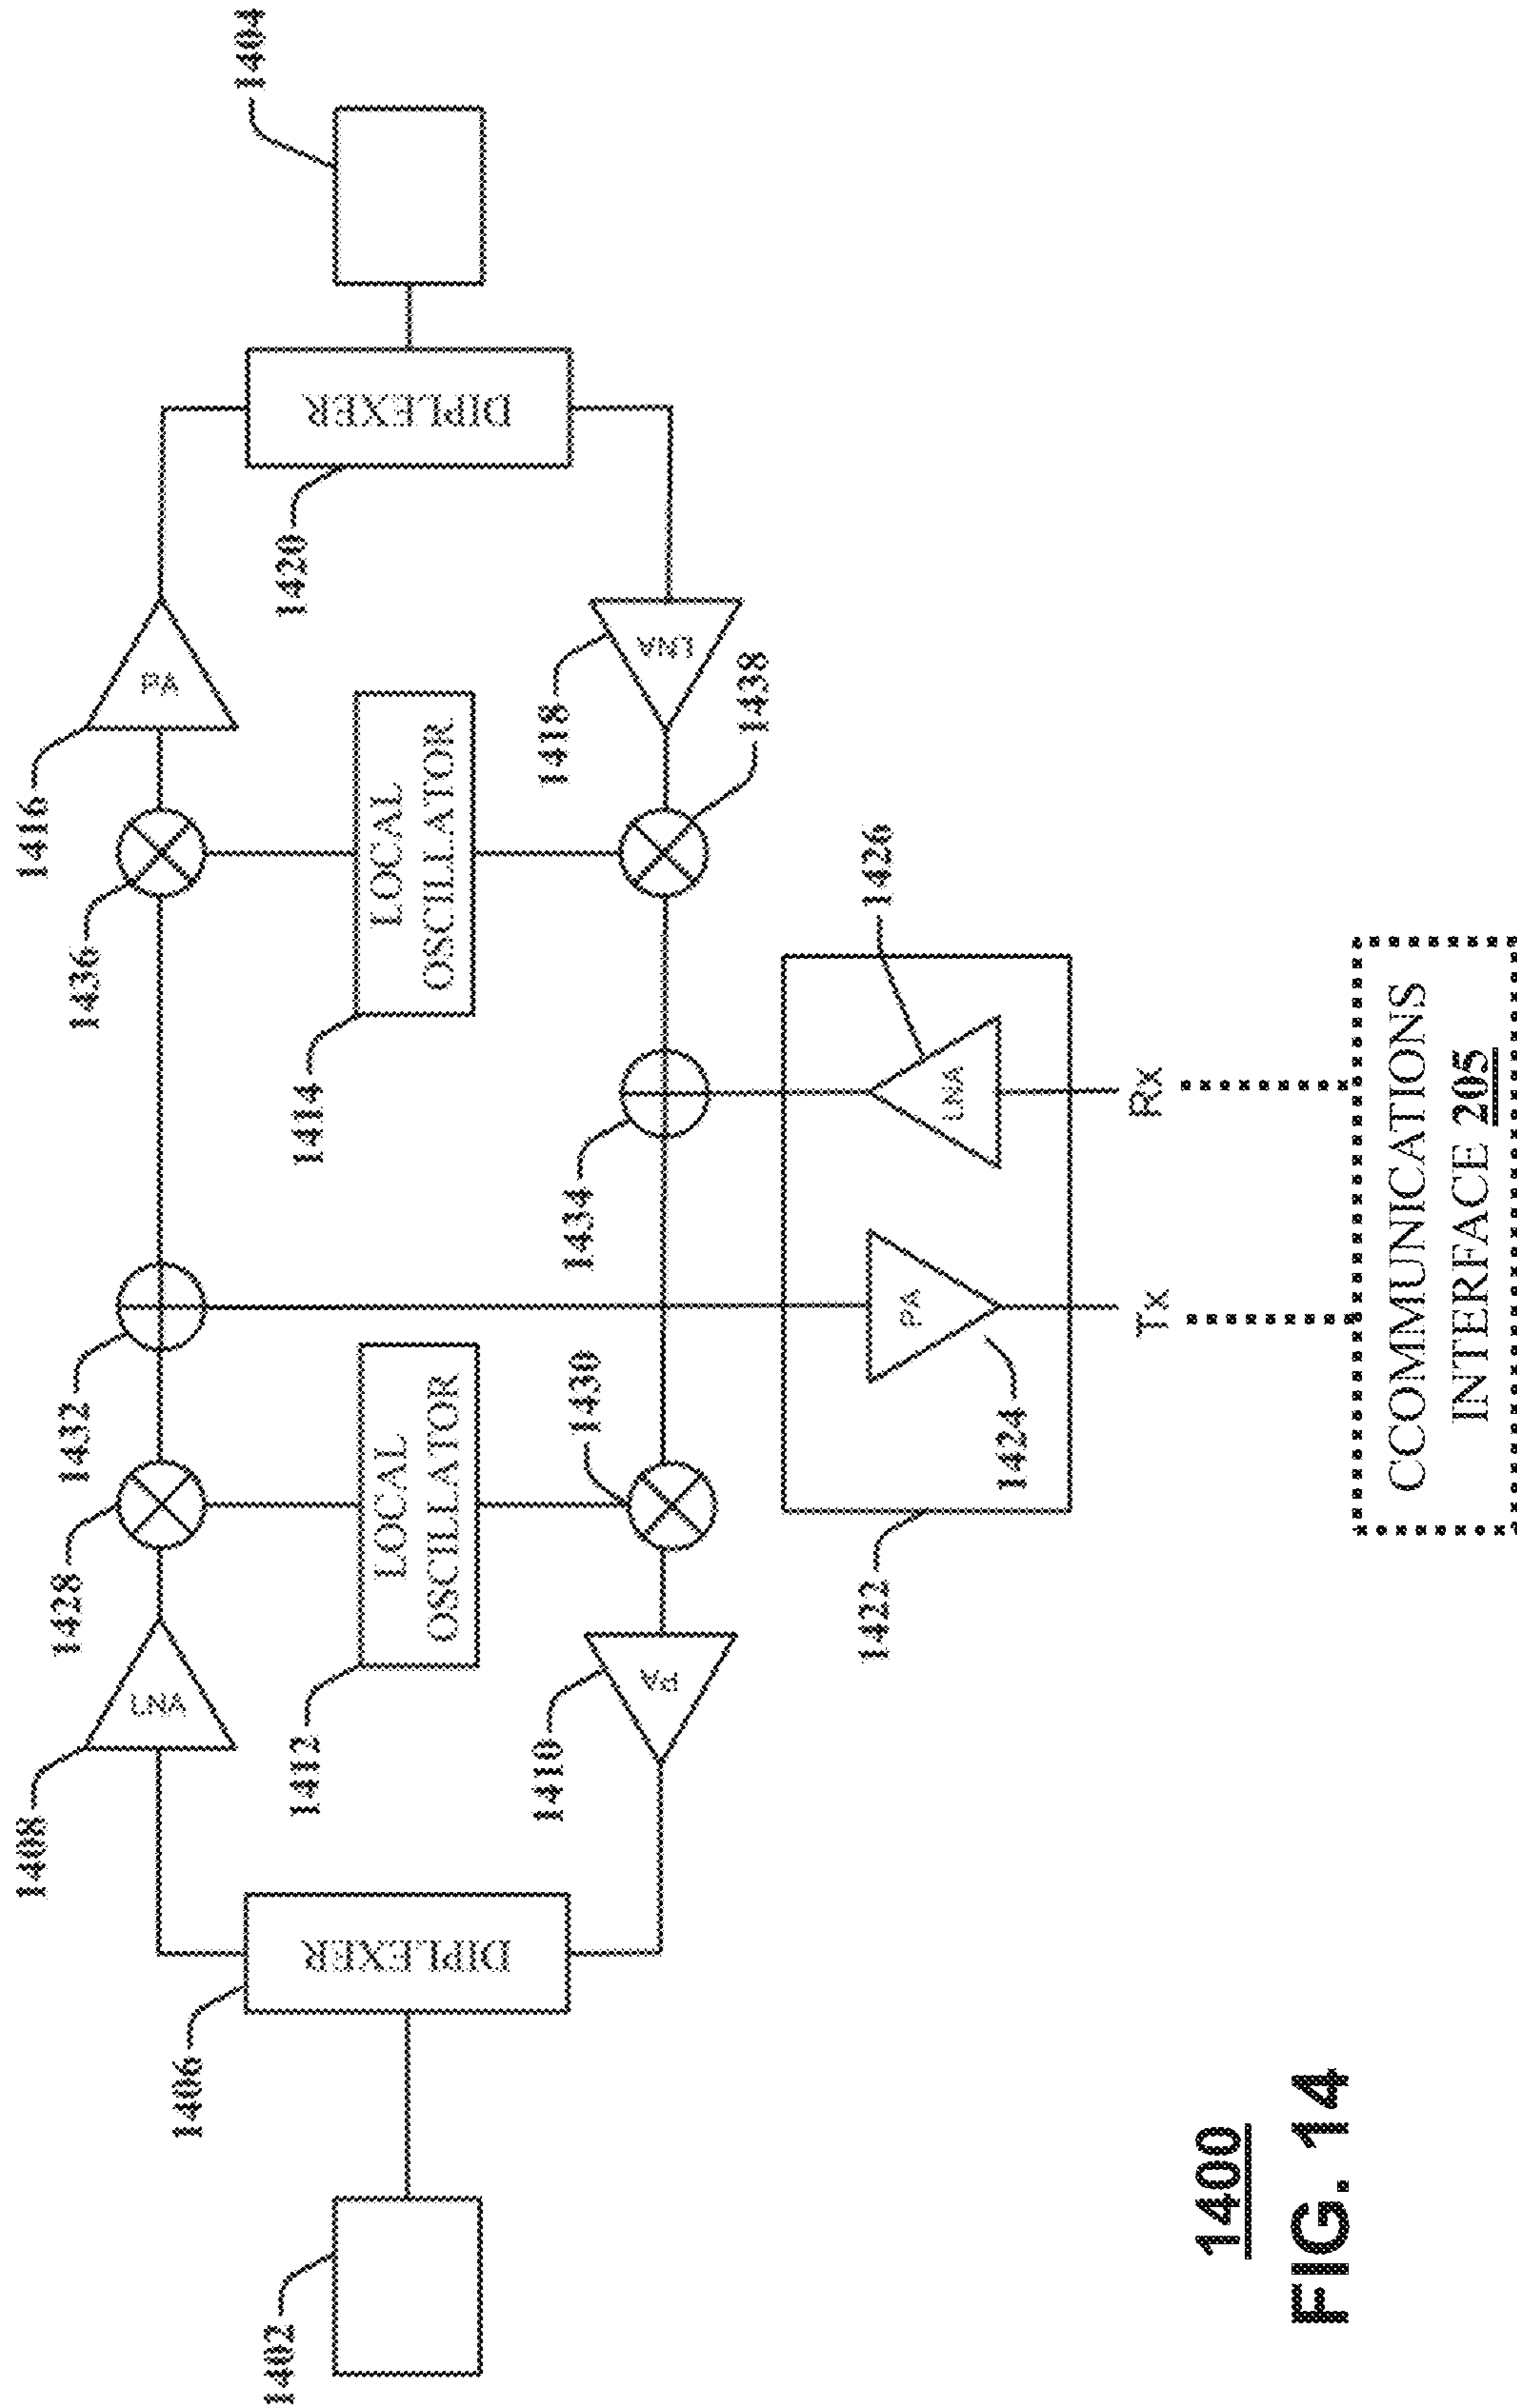 1404
1416
PA
1436
1420
DIPLEXER
LOCAL
OSCILLATOR
1414
1418
LNA
1438
1432
1434
1426
LNA
1428
LOCAL
OSCILLATOR
1412
1430
PA
1424
1422
Rx
Tx
CCOMMUNICATIONS
INTERFACE 205
1408
LNA
1410
PA
1406
DIPLEXER
1402
1400
FIG. 14